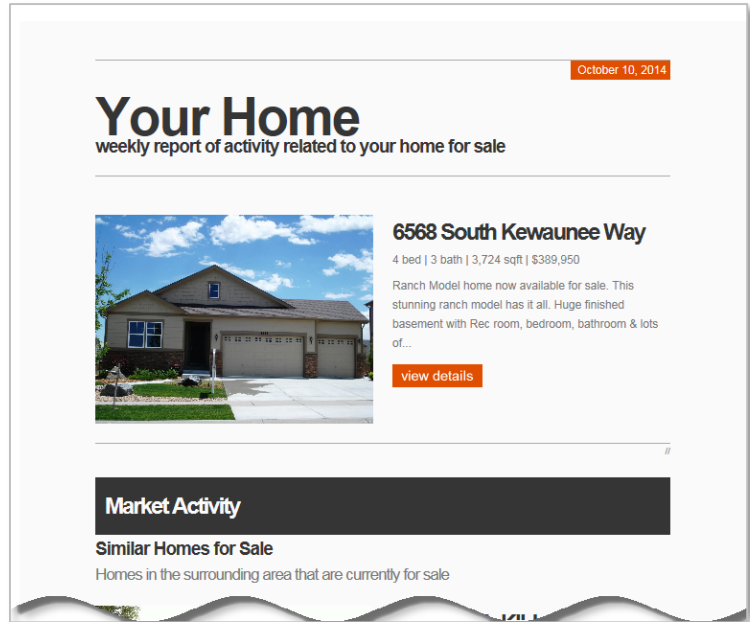 October 10, 2014
Your Home
weekly report of activity related to your home for sale
6568 South Kewaunee Way
4 bed | 3 bath | 3,724 sqft | $389,950
Ranch Model home now available for sale. This
stunning ranch model has it all. Huge finished
basement with Rec room, bedroom, bathroom & lots
of...
view details
//
Market Activity
Similar Homes for Sale
Homes in the surrounding area that are currently for sale